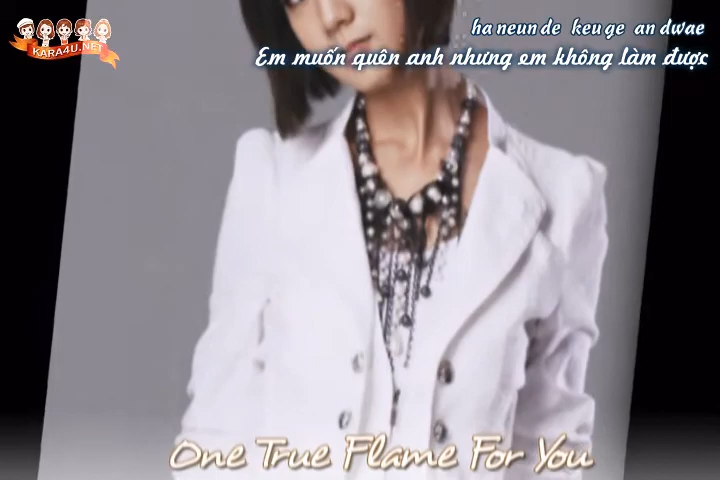 KARA4U.NET
ha neun de keu ge an dwae
Em muốn quên anh nhưng em không làm được
One True Flame For You